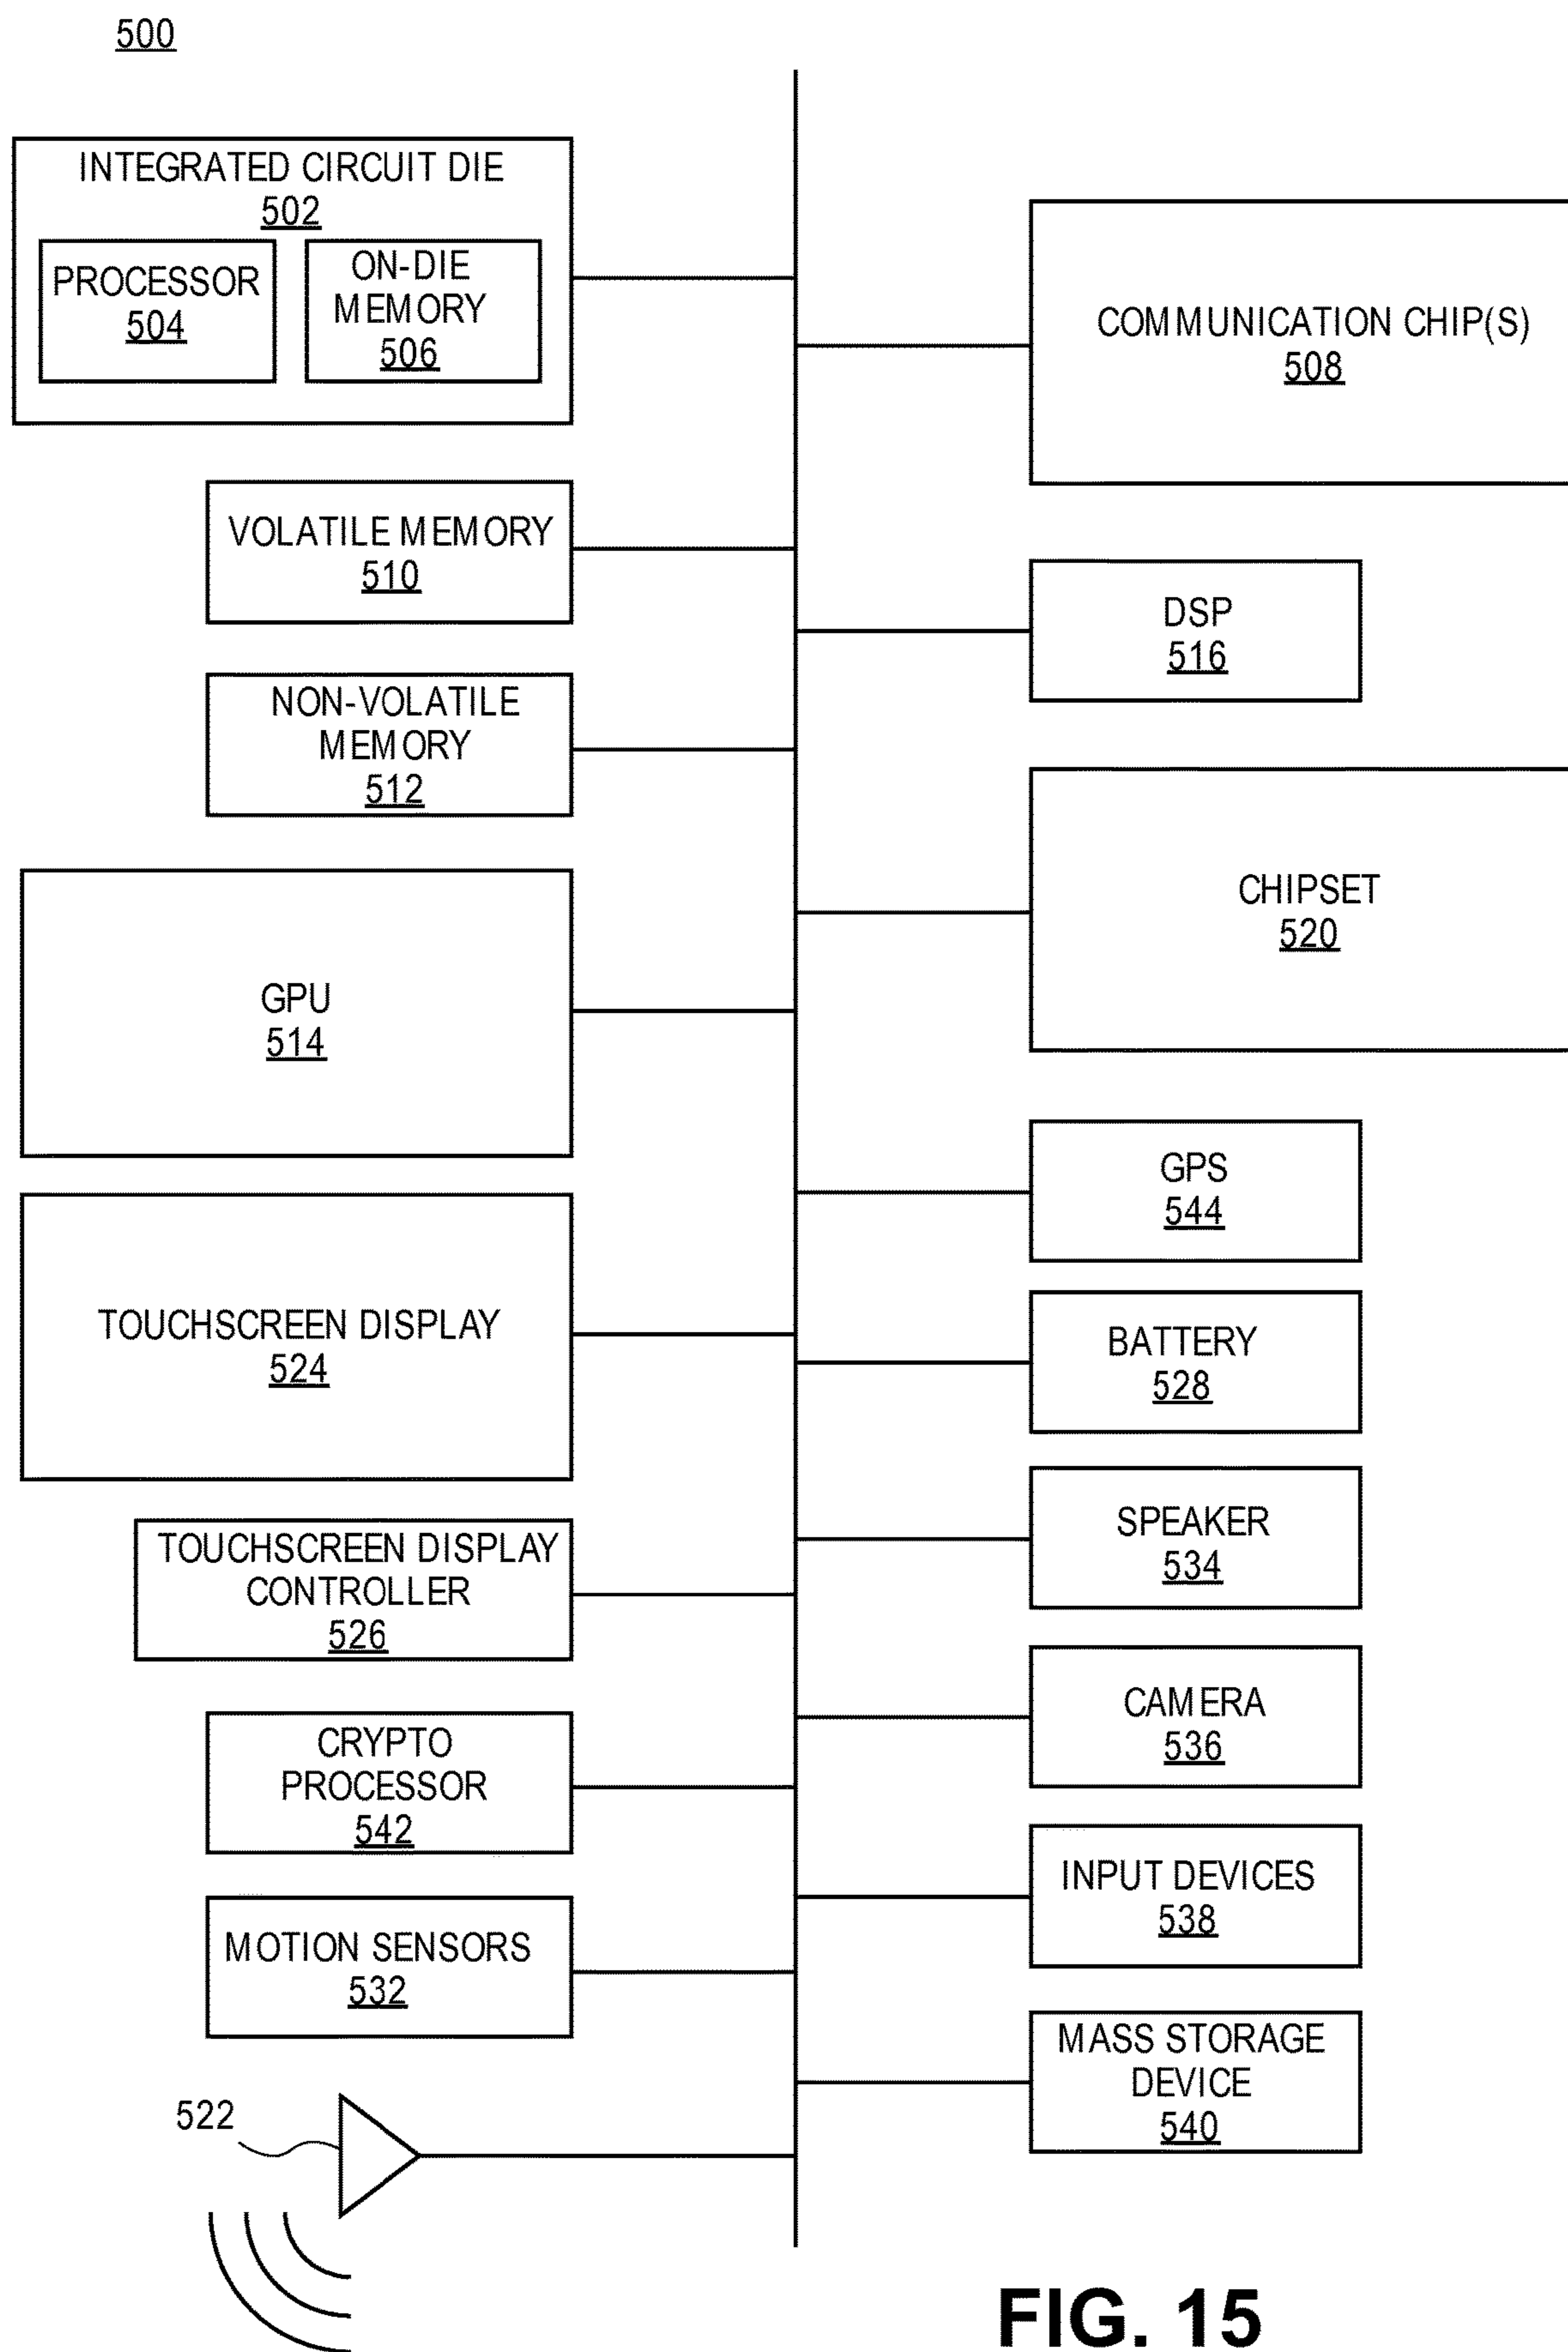 500
INTEGRATED CIRCUIT DIE
502
PROCESSOR
504
ON-DIE
MEMORY
506
VOLATILE MEMORY
510
NON-VOLATILE
MEMORY
512
GPU
514
TOUCHSCREEN DISPLAY
524
TOUCHSCREEN DISPLAY
CONTROLLER
526
CRYPTO
PROCESSOR
542
MOTION SENSORS
532
522
COMMUNICATION CHIP(S)
508
DSP
516
CHIPSET
520
GPS
544
BATTERY
528
SPEAKER
534
CAMERA
536
INPUT DEVICES
538
MASS STORAGE
DEVICE
540
FIG. 15